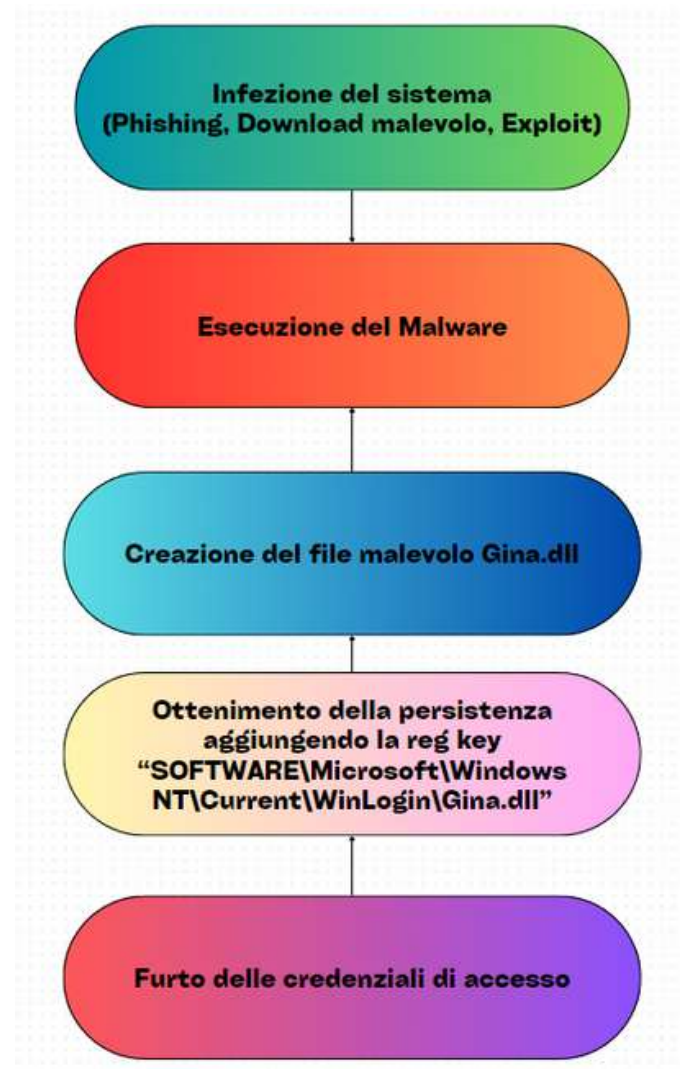 Infezione del sistema
(Phishing, Download malevolo, Exploit)
Esecuzione del Malware
Creazione del file malevolo Gina.dll
Ottenimento della persistenza
aggiungendo la reg key
“SOFTWARE\Microsoft\Windows
NT\Current\WinLogin\Gina.dll”
Furto delle credenziali di accesso